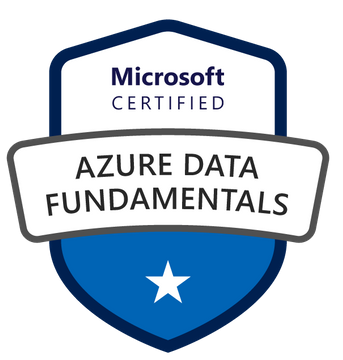 Microsoft
CERTIFIED
AZURE DATA
FUNDAMENTALS